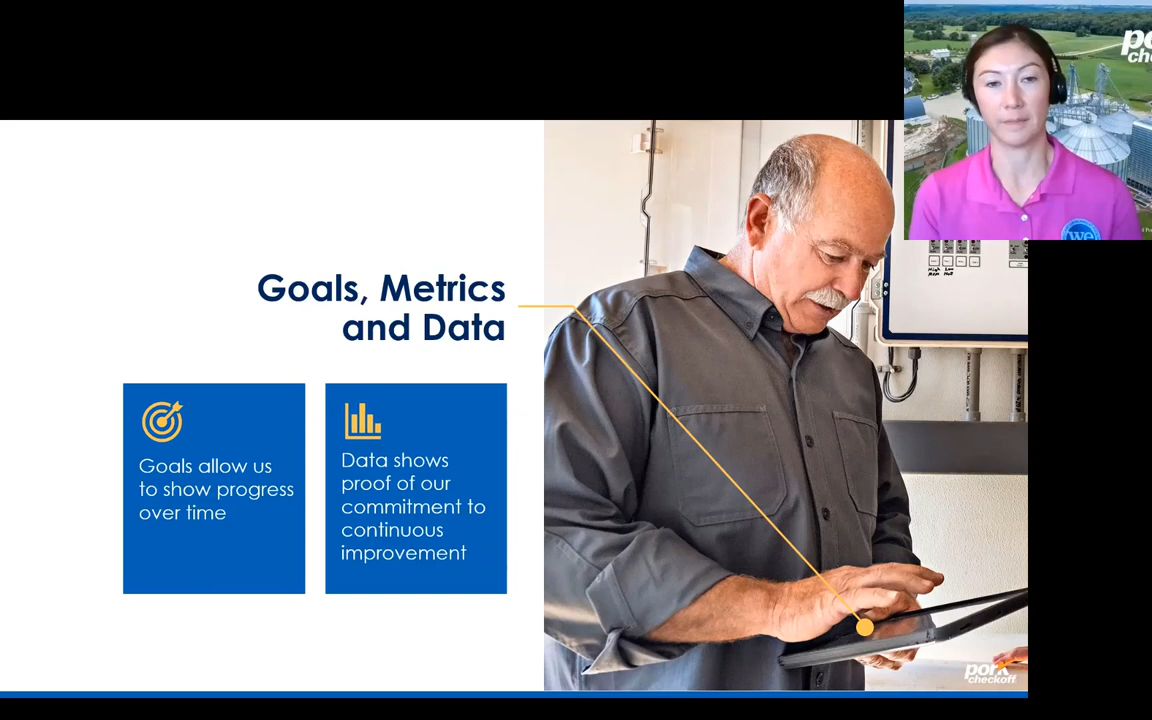 Goals, Metrics
and Data
Goals allow us
to show progress
over time
Data shows
proof of our
commitment to
continuous
improvement
pork
checkoff
we